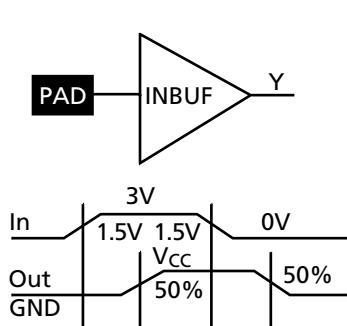 PAD INBUF Y
3V
In 1.5V 1.5V 0V
VCC
Out 50% 50%
GND